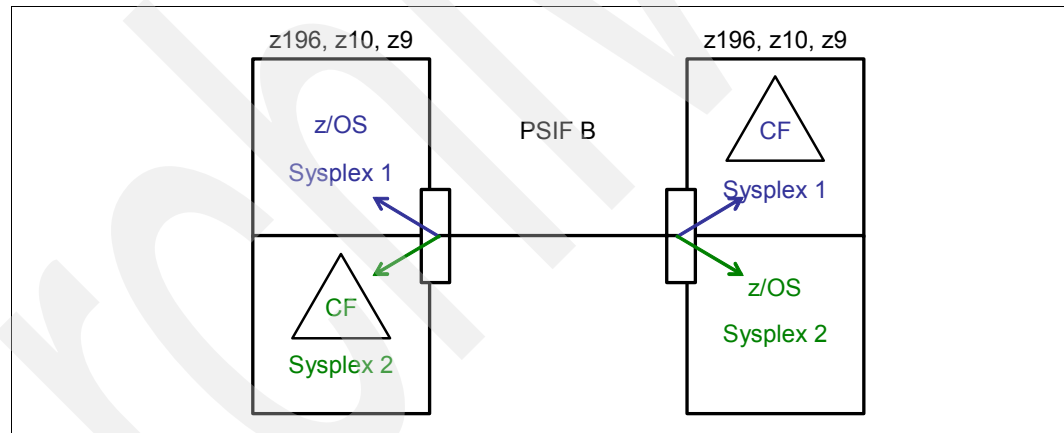 z196, z10, z9
z196, z10, z9
z/OS
Sysplex 1
PSIF B
CF
Sysplex 1
CF
Sysplex 2
z/OS
Sysplex 2